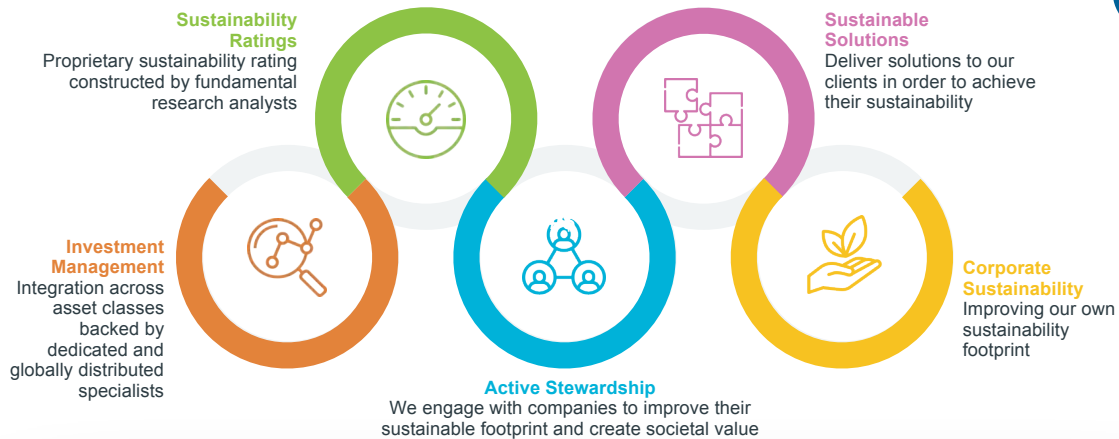 Sustainability
Ratings
Proprietary sustainability rating
constructed by fundamental
research analysts
Sustainable
Solutions
Deliver solutions to our
clients in order to achieve
their sustainability
Investment
Management
Integration across
asset classes
backed by
dedicated and
globally distributed
specialists
Active Stewardship
We engage with companies to improve their
sustainable footprint and create societal value
Corporate
Sustainability
Improving our own
sustainability
footprint